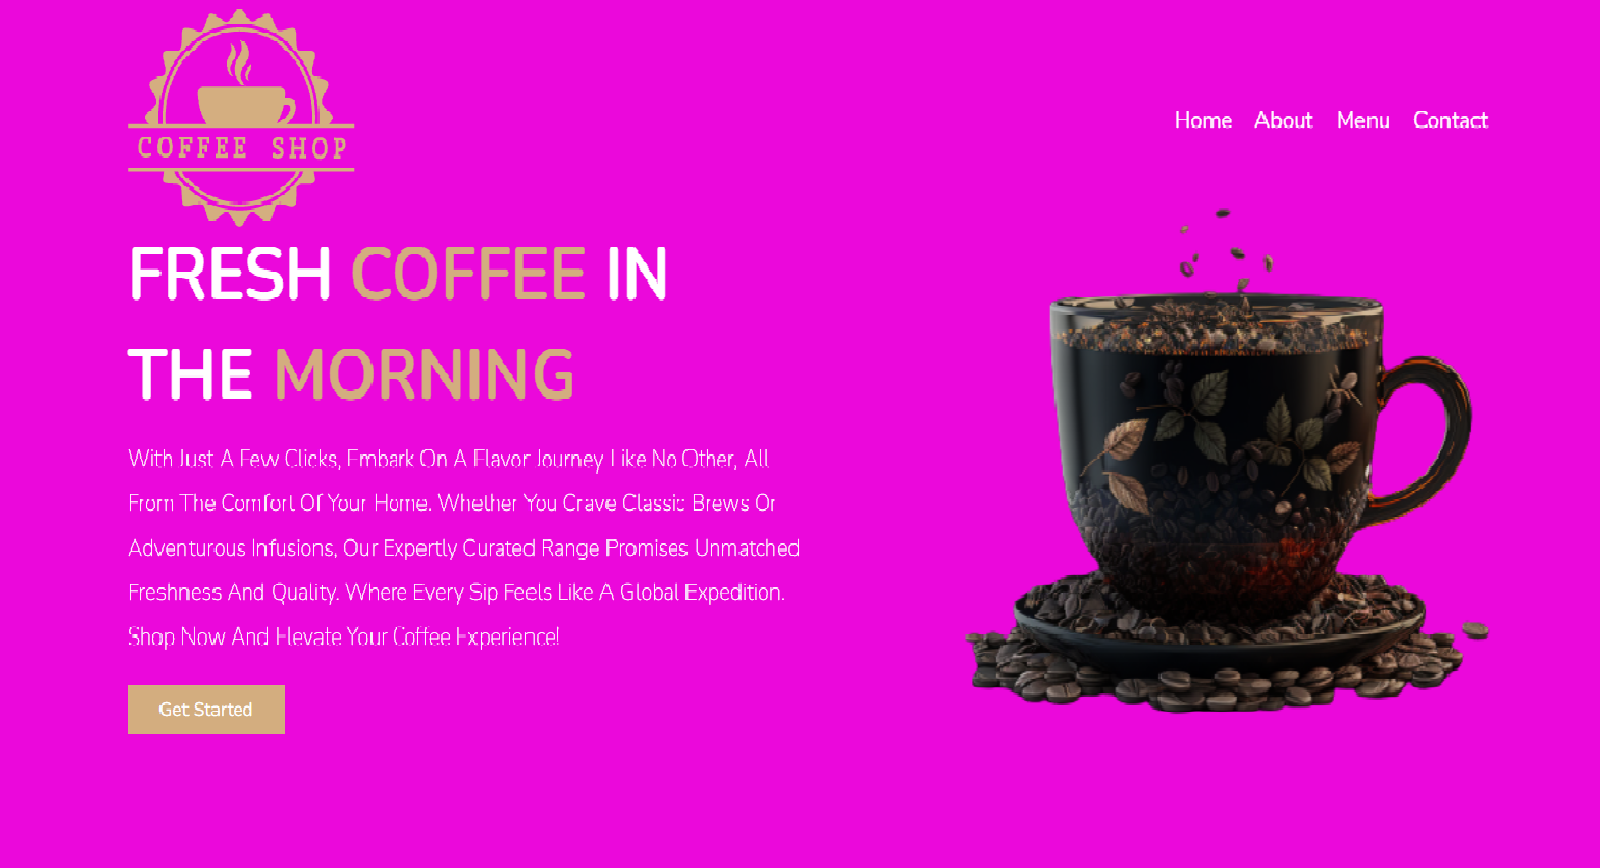 COFFEE SHOP
Home About Menu Contact
FRESH COFFEE IN
THE MORNING
With Just A Few Clicks, Embark On A Flavor Journey Like No Other, All
From The Comfort Of Your Home. Whether You Crave Classic Brews Or
Adventurous Infusions, Our Expertly Curated Range Promises Unmatched
Freshness And Quality. Where Every Sip Feels Like A Global Expedition.
Shop Now And Elevate Your Coffee Experience!
Get Started